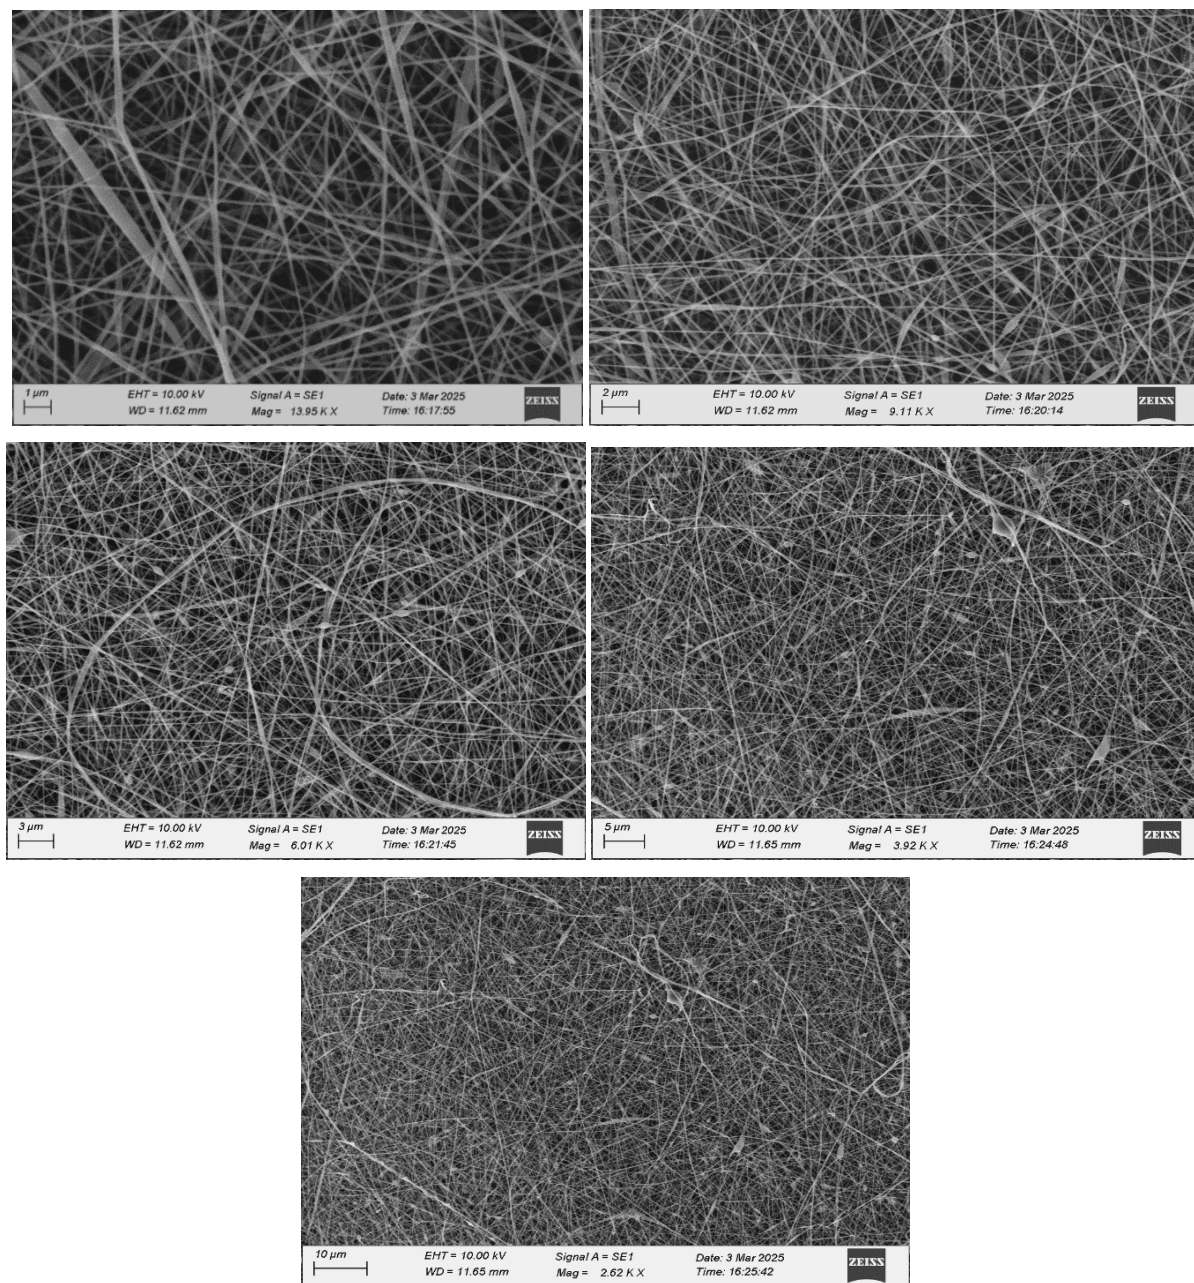 1 µm EHT = 10.00 kV Signal A = SE1 Date: 3 Mar 2025 ZEISS
WD = 11.62 mm Mag = 13.95 K X Time: 16:17:55
2 µm EHT = 10.00 kV Signal A = SE1 Date: 3 Mar 2025 ZEISS
WD = 11.62 mm Mag = 9.11 K X Time: 16:20:14
3 µm EHT = 10.00 kV Signal A = SE1 Date: 3 Mar 2025 ZEISS
WD = 11.62 mm Mag = 6.01 K X Time: 16:21:45
5 µm EHT = 10.00 kV Signal A = SE1 Date: 3 Mar 2025 ZEISS
WD = 11.65 mm Mag = 3.92 K X Time: 16:24:48
10 µm EHT = 10.00 kV Signal A = SE1 Date: 3 Mar 2025 ZEISS
WD = 11.65 mm Mag = 2.62 K X Time: 16:25:42